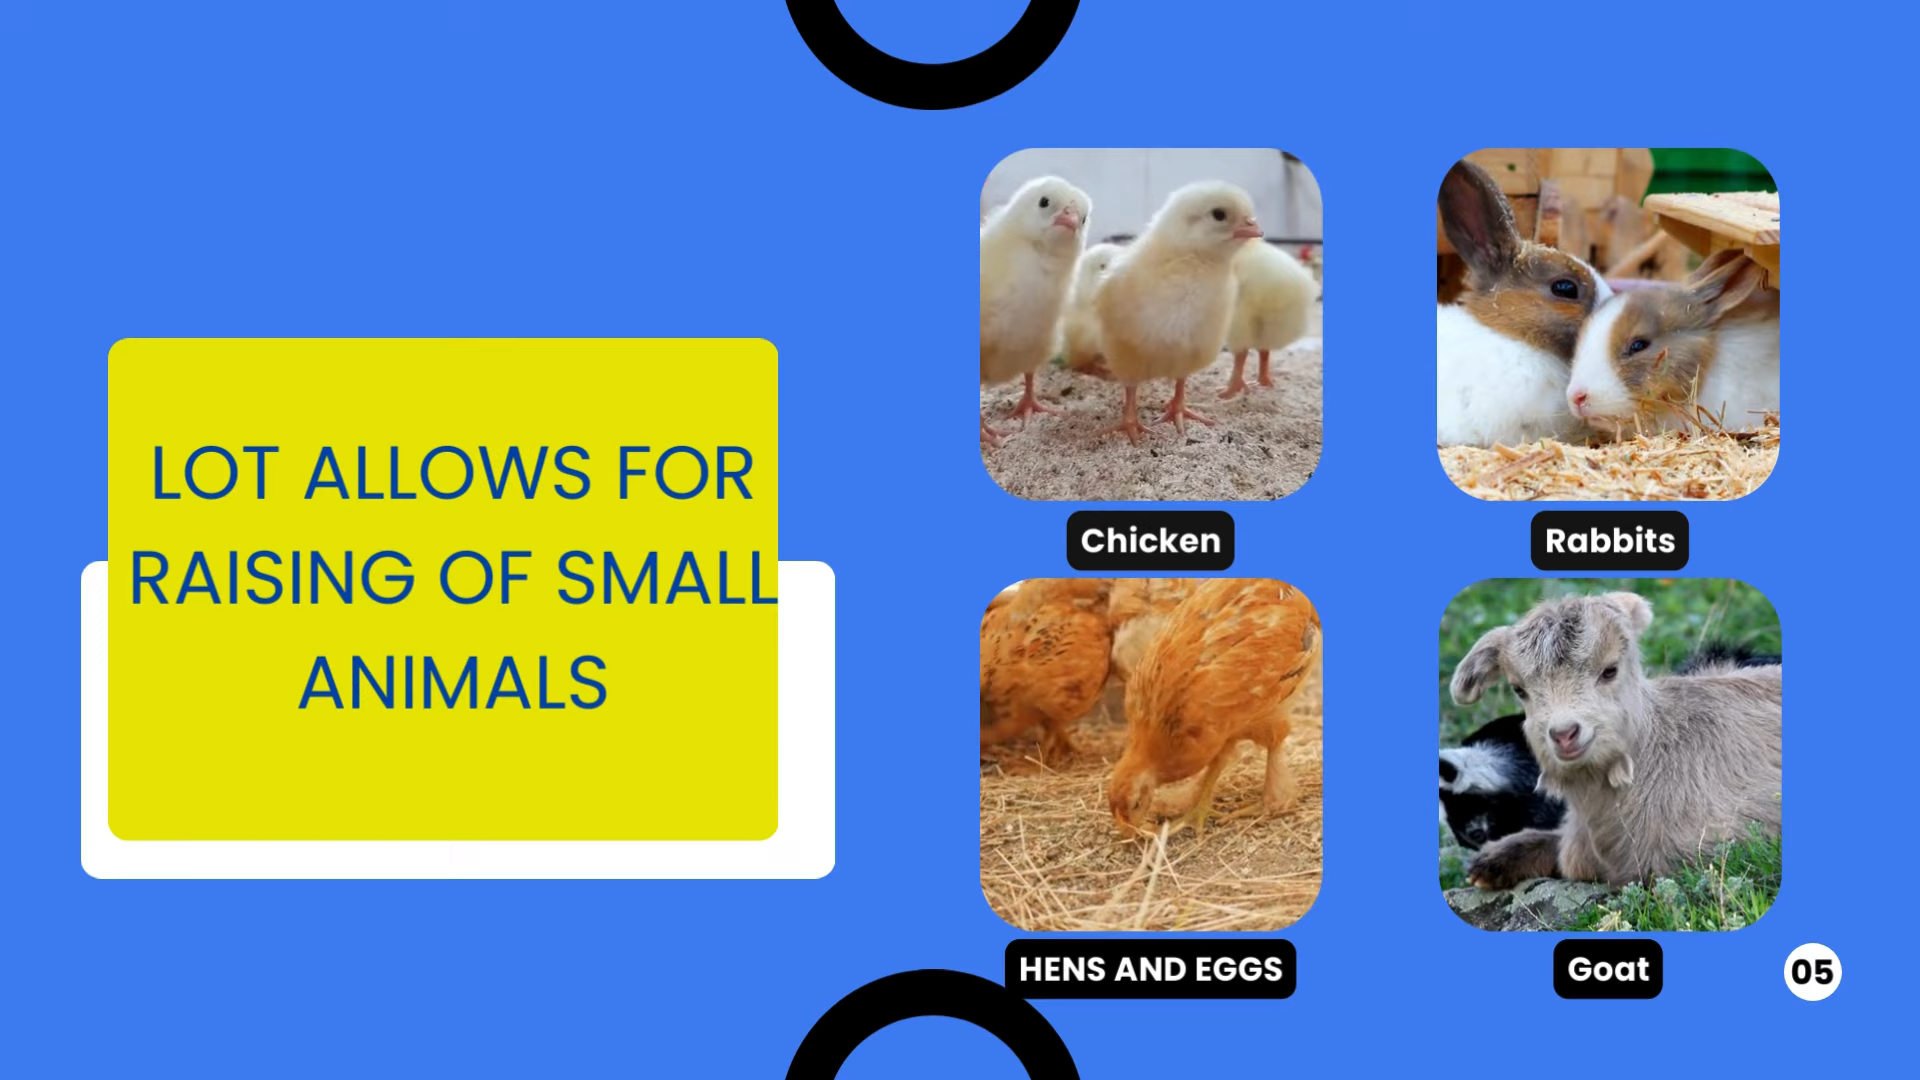 LOT ALLOWS FOR
RAISING OF SMALL
ANIMALS
Chicken
Rabbits
HENS AND EGGS
Goat
05